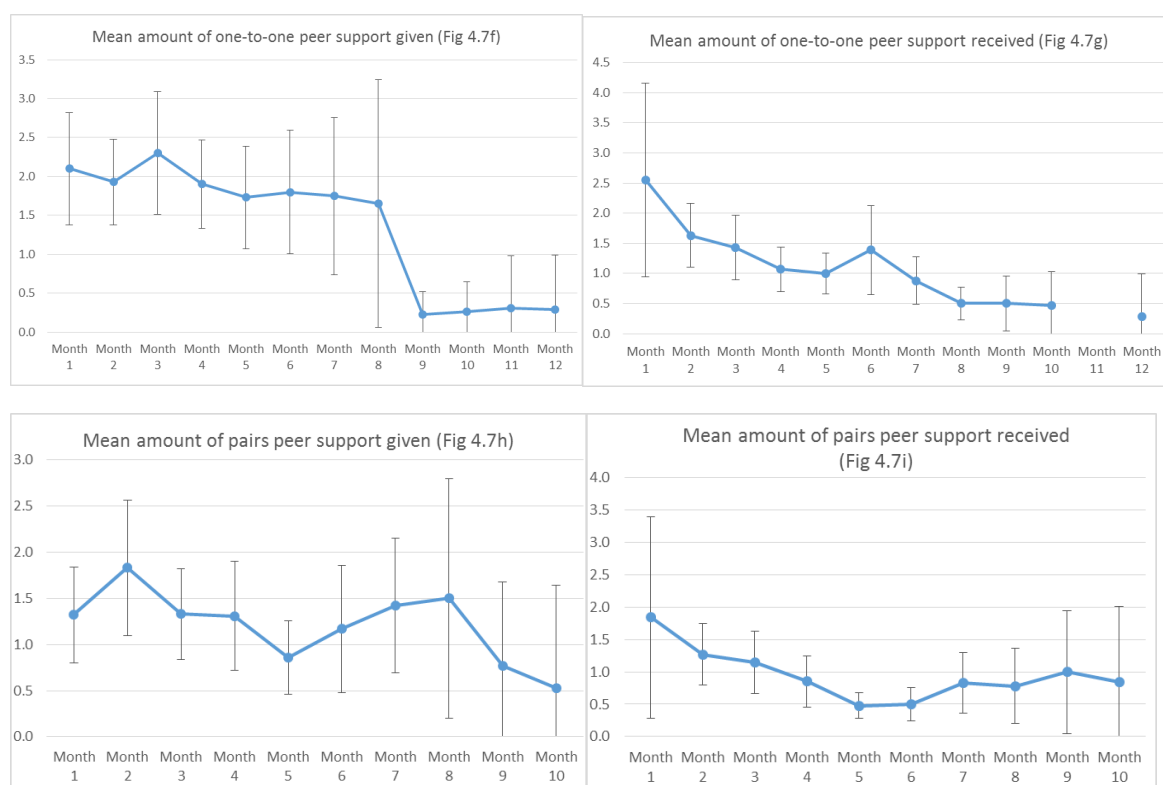 Mean amount of one-to-one peer support given (Fig 4.7f)
3.5
3.0
2.5
2.0
1.5
1.0
0.5
0.0
Month Month Month Month Month Month Month Month Month Month Month Month
1 2 3 4 5 6 7 8 9 10 11 12
Mean amount of one-to-one peer support received (Fig 4.7g)
4.5
4.0
3.5
3.0
2.5
2.0
1.5
1.0
0.5
0.0
Month Month Month Month Month Month Month Month Month Month Month Month
1 2 3 4 5 6 7 8 9 10 11 12
Mean amount of pairs peer support given (Fig 4.7h)
3.0
2.5
2.0
1.5
1.0
0.5
0.0
Month Month Month Month Month Month Month Month Month Month
1 2 3 4 5 6 7 8 9 10
Mean amount of pairs peer support received
(Fig 4.7i)
4.0
3.5
3.0
2.5
2.0
1.5
1.0
0.5
0.0
Month Month Month Month Month Month Month Month Month Month
1 2 3 4 5 6 7 8 9 10